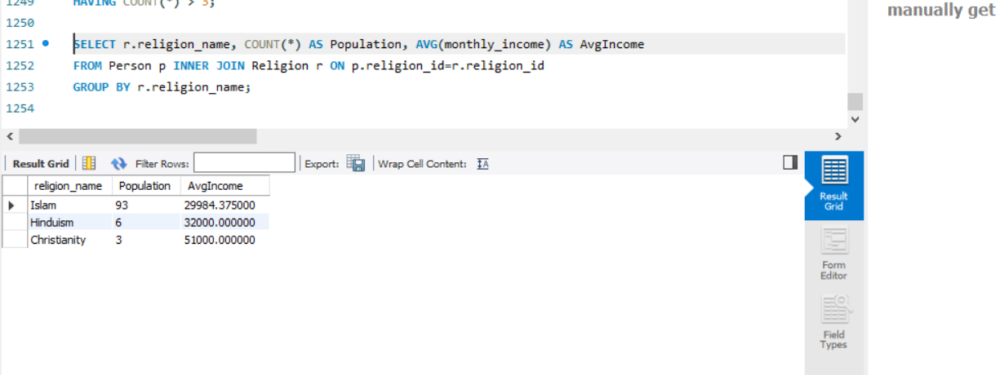 1249 HAVING COUNT(*) > 3;
manually get
1250
1251 SELECT r.religion_name, COUNT(*) AS Population, AVG(monthly_income) AS AvgIncome
1252 FROM Person p INNER JOIN Religion r ON p.religion_id=r.religion_id
1253 GROUP BY r.religion_name;
1254
Result Grid Filter Rows: Export: Wrap Cell Content: IA
religion_name Population AvgIncome
Islam 93 29984.375000
Hinduism 6 32000.000000
Christianity 3 51000.000000
Result
Grid
Form
Editor
Field
Types